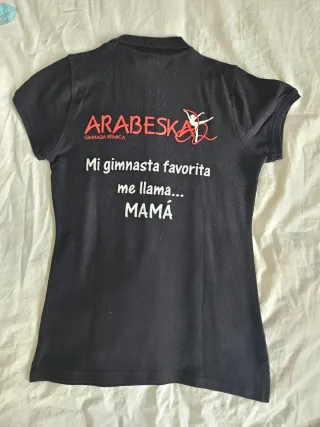 ARABESKA
GIMNASIA RÍTMICA
Mi gimnasta favorita
me llama...
MAMÁ